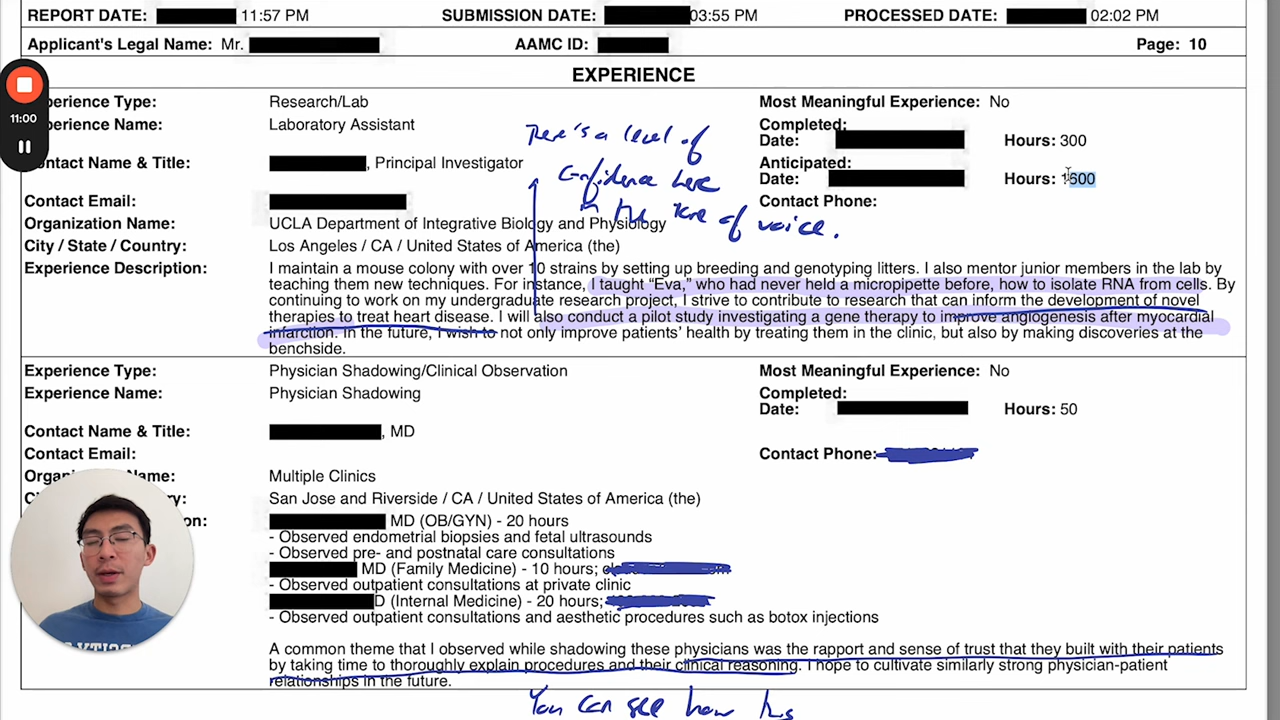 REPORT DATE: 11:57 PM SUBMISSION DATE: 03:55 PM PROCESSED DATE: 02:02 PM
Applicant's Legal Name: Mr. AAMC ID: Page: 10
EXPERIENCE
perience Type: Research/Lab Most Meaningful Experience: No
11:00
perience Name: Laboratory Assistant Completed:
Date: Hours: 300
There's a level of
confidence here
in the tone of voice.
ontact Name & Title: , Principal Investigator Anticipated:
Date: Hours: 1600
Contact Email: Contact Phone:
Organization Name: UCLA Department of Integrative Biology and Physiology
City / State / Country: Los Angeles / CA / United States of America (the)
Experience Description: I maintain a mouse colony with over 10 strains by setting up breeding and genotyping litters. I also mentor junior members in the lab by
teaching them new techniques. For instance, I taught “Eva,” who had never held a micropipette before, how to isolate RNA from cells. By
continuing to work on my undergraduate research project, I strive to contribute to research that can inform the development of novel
therapies to treat heart disease. I will also conduct a pilot study investigating a gene therapy to improve angiogenesis after myocardial
infarction. In the future, I wish to not only improve patients’ health by treating them in the clinic, but also by making discoveries at the
benchside.
Experience Type: Physician Shadowing/Clinical Observation Most Meaningful Experience: No
Experience Name: Physician Shadowing Completed:
Date: Hours: 50
Contact Name & Title: , MD
Contact Email: Contact Phone:
Organ Name: Multiple Clinics
C ry: San Jose and Riverside / CA / United States of America (the)
on: MD (OB/GYN) - 20 hours
- Observed endometrial biopsies and fetal ultrasounds
- Observed pre- and postnatal care consultations
MD (Family Medicine) - 10 hours;
- Observed outpatient consultations at private clinic
D (Internal Medicine) - 20 hours;
- Observed outpatient consultations and aesthetic procedures such as botox injections
A common theme that I observed while shadowing these physicians was the rapport and sense of trust that they built with their patients
by taking time to thoroughly explain procedures and their clinical reasoning. I hope to cultivate similarly strong physician-patient
relationships in the future.
You can see how this